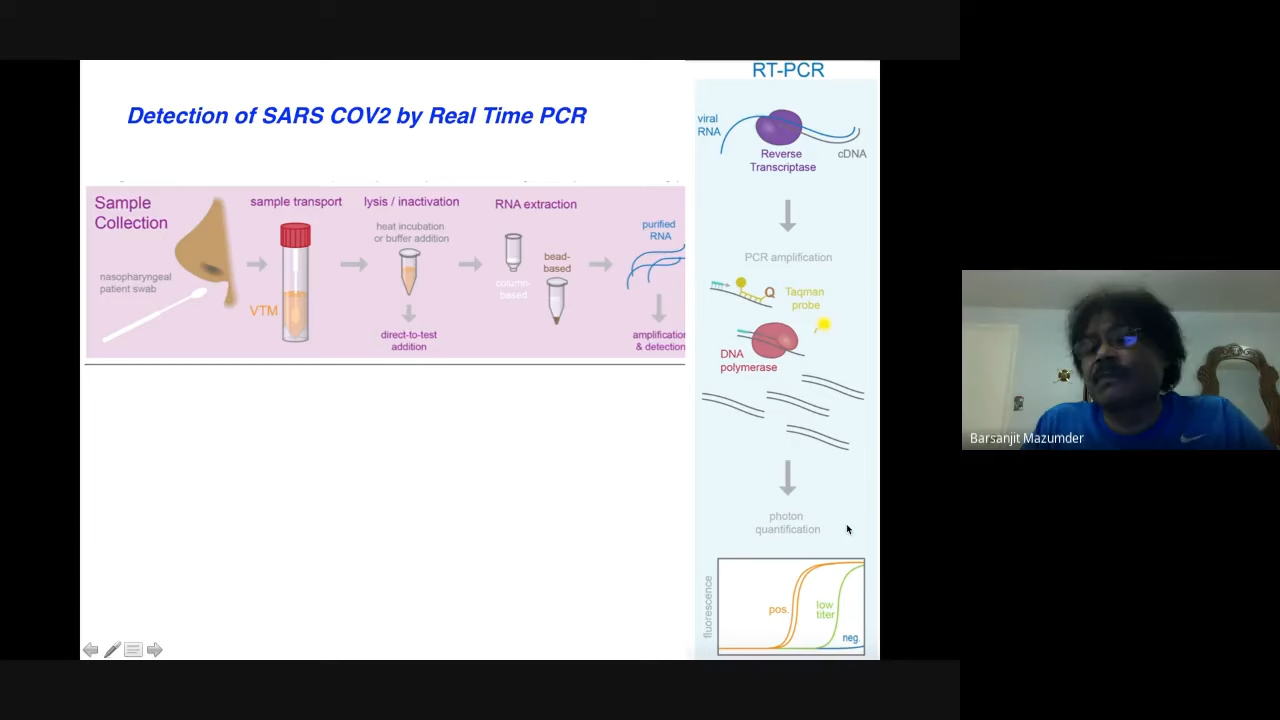 Detection of SARS COV2 by Real Time PCR
Sample
Collection
nasopharyngeal
patient swab
sample transport
VTM
lysis / inactivation
heat incubation
or buffer addition
direct-to-test
addition
RNA extraction
column-
based
bead-
based
purified
RNA
amplification
& detection
RT-PCR
viral
RNA
Reverse
Transcriptase
cDNA
PCR amplification
Q
Taqman
probe
DNA
polymerase
photon
quantification
fluorescence
pos.
low
titer
neg.
Barsanjit Mazumder